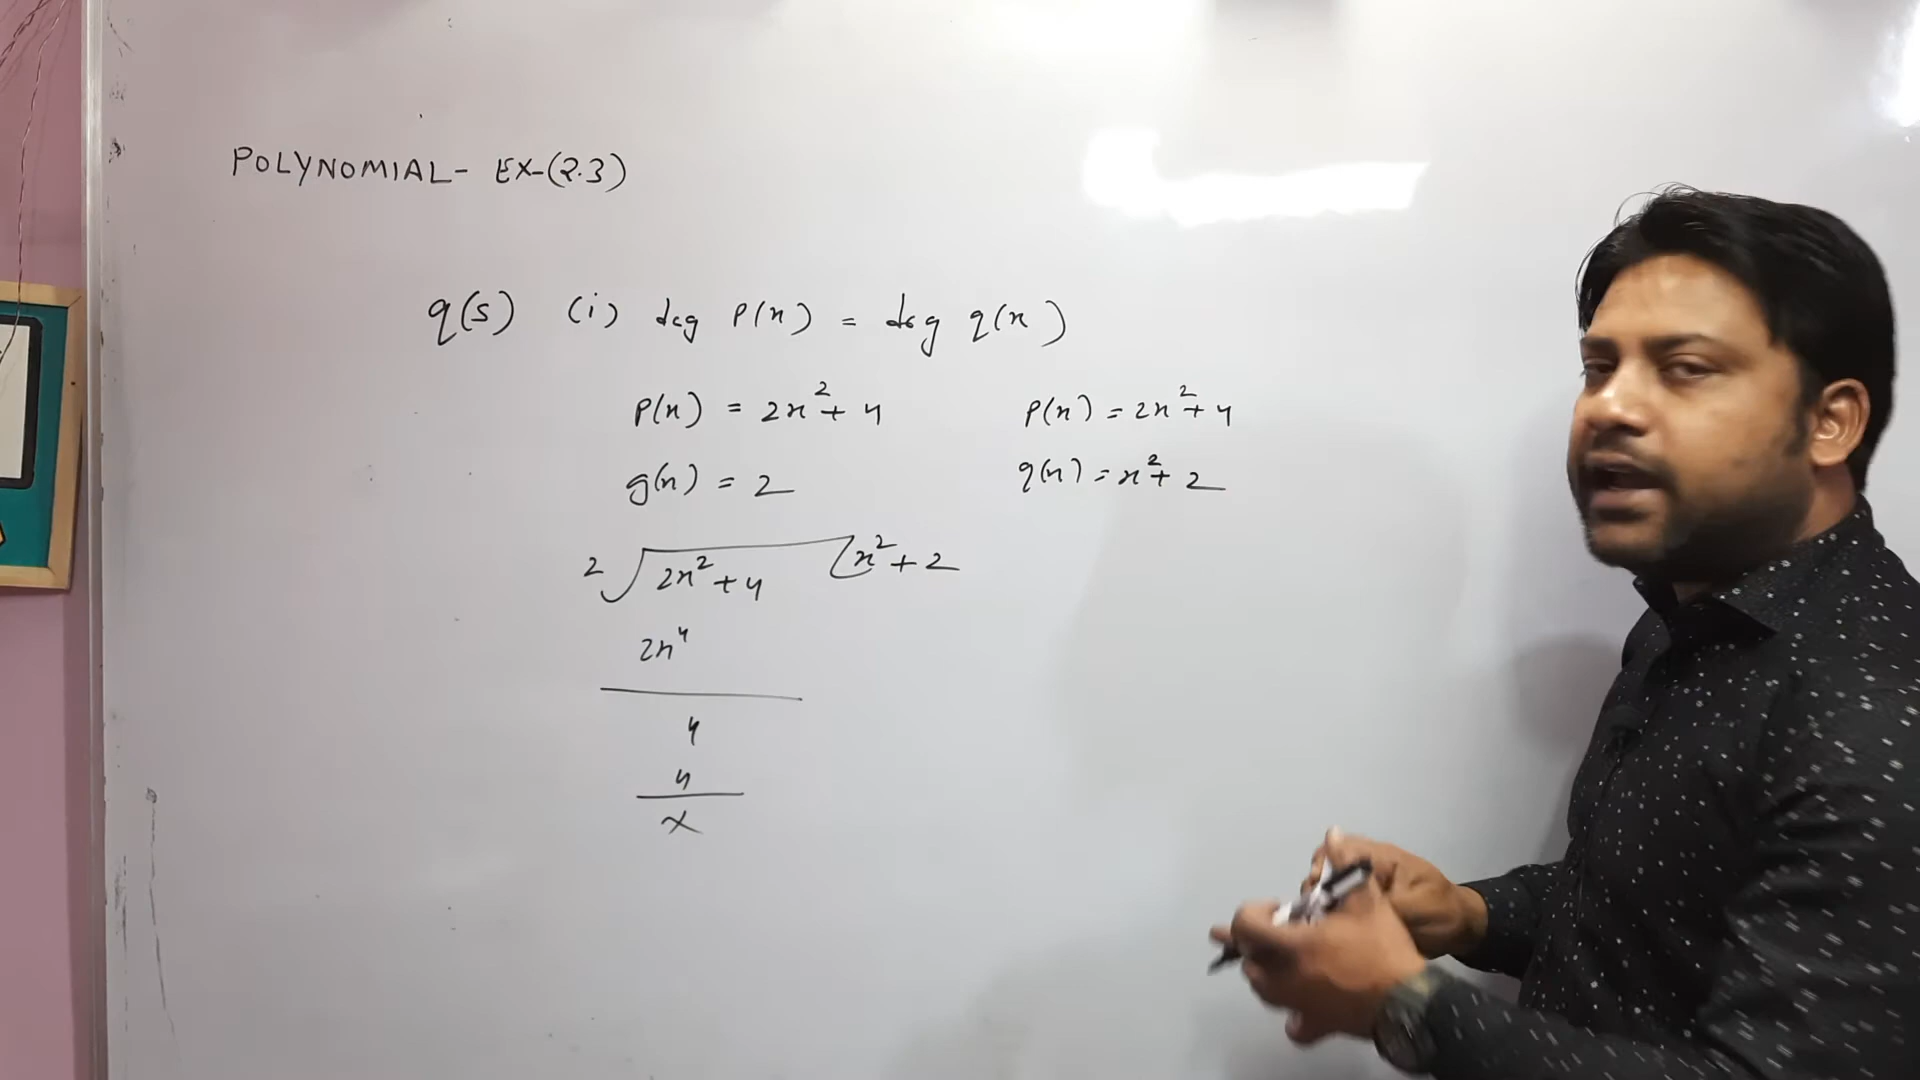 POLYNOMIAL- EX-(2.3)
q(5) (i) deg P(x) = deg q(x)
P(x) = 2x² + 4
g(x) = 2
P(x) = 2x² + 4
q(x) = x² + 2
2 √ 2x² + 4 ( x² + 2
2x⁴
4
4
x